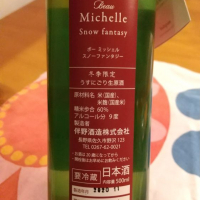 Beau
Michelle
Snow fantasy
ボー ミッシェル
スノーファンタジー
冬季限定
うすにごり生原酒
原材料名/米(国産)、
米麹(国産米)
精米歩合 60%
アルコール分 9度
製造者
伴野酒造株式会社
長野県佐久市野沢123
TEL 0267-62-0021
要冷蔵
日本酒
内容量 500ml